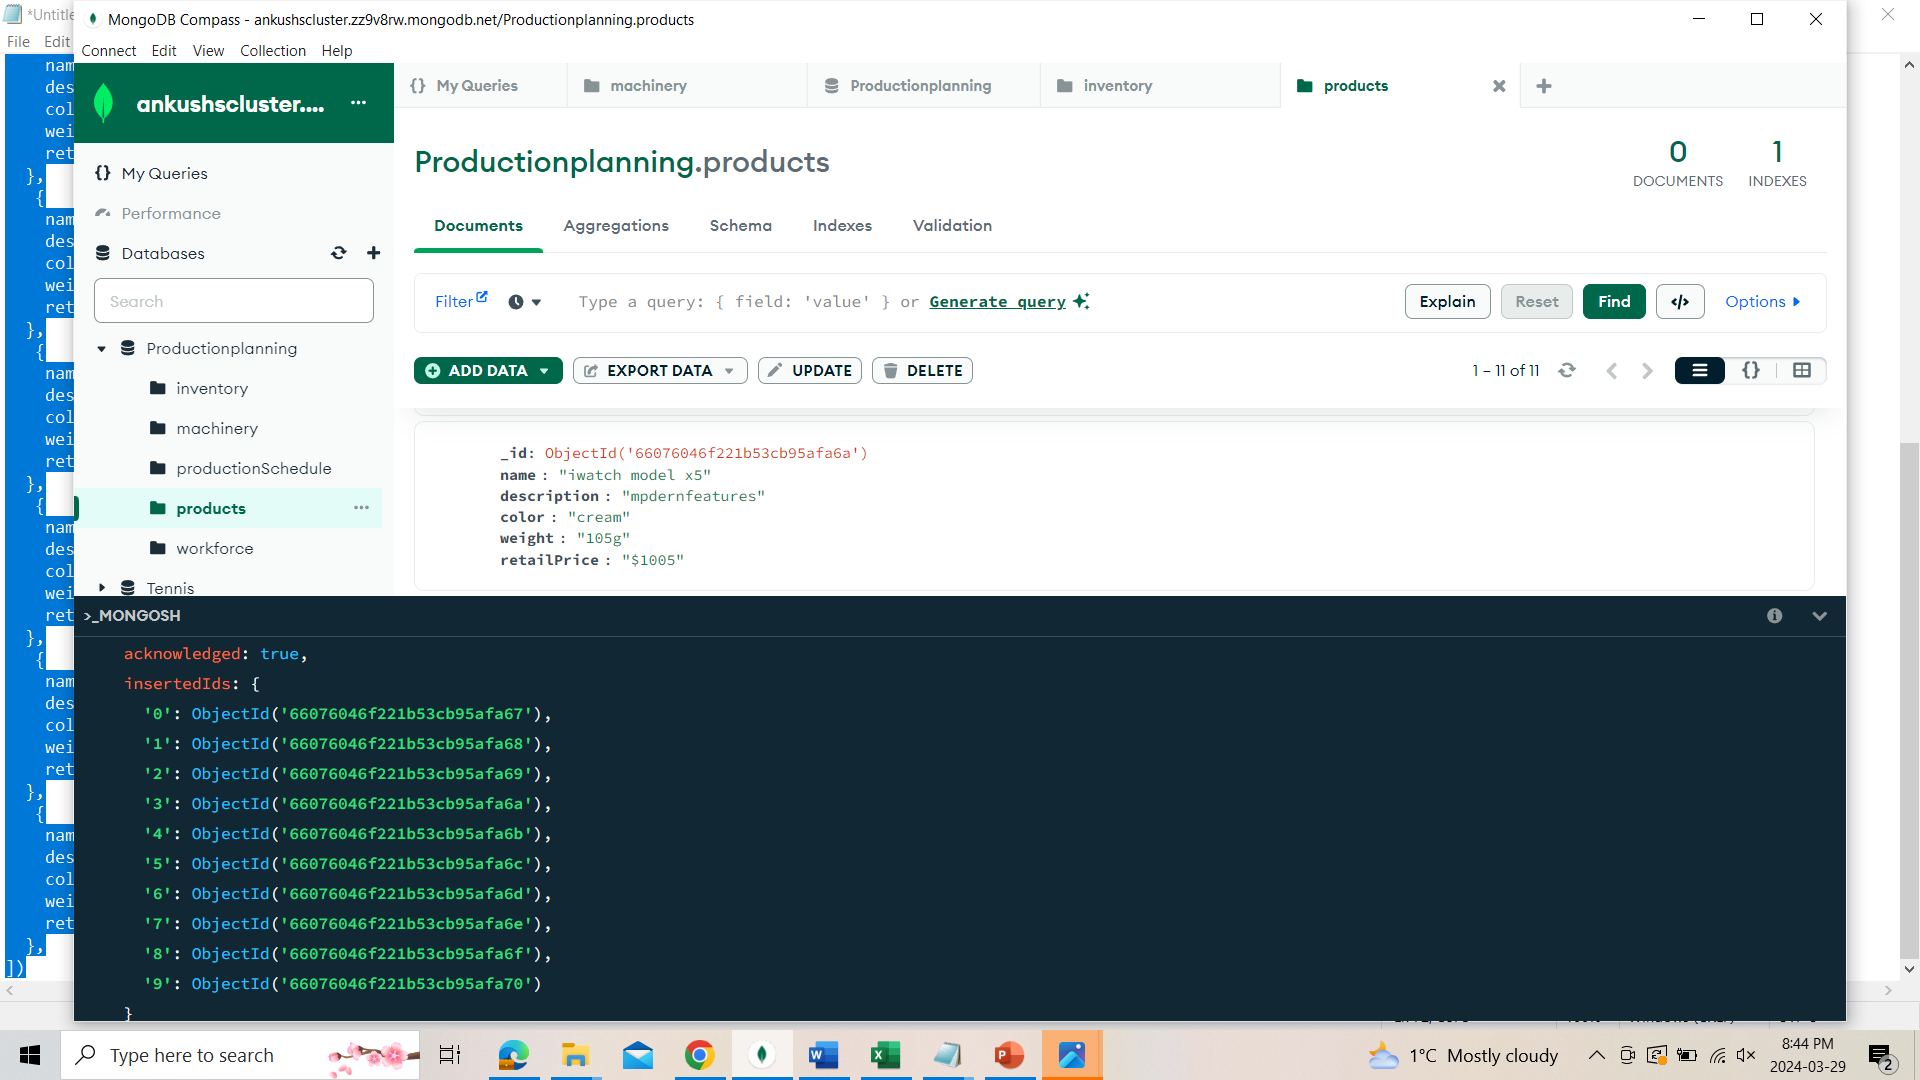 *Untitle
MongoDB Compass - ankushscluster.zz9v8rw.mongodb.net/Productionplanning.products
File Edit
Connect Edit View Collection Help
ankushscluster....
My Queries
machinery
Productionplanning
inventory
products
{} My Queries
Performance
Databases
Search
Productionplanning
inventory
machinery
productionSchedule
products
workforce
Tennis
Productionplanning.products
0
DOCUMENTS
1
INDEXES
Documents Aggregations Schema Indexes Validation
Filter
Type a query: { field: 'value' } or Generate query
Explain Reset Find </> Options
ADD DATA EXPORT DATA UPDATE DELETE
1 – 11 of 11
{}
_id: ObjectId('66076046f221b53cb95afa6a')
name : "iwatch model x5"
description : "mpdernfeatures"
color : "cream"
weight : "105g"
retailPrice : "$1005"
>_MONGOSH
acknowledged: true,
insertedIds: {
'0': ObjectId('66076046f221b53cb95afa67'),
'1': ObjectId('66076046f221b53cb95afa68'),
'2': ObjectId('66076046f221b53cb95afa69'),
'3': ObjectId('66076046f221b53cb95afa6a'),
'4': ObjectId('66076046f221b53cb95afa6b'),
'5': ObjectId('66076046f221b53cb95afa6c'),
'6': ObjectId('66076046f221b53cb95afa6d'),
'7': ObjectId('66076046f221b53cb95afa6e'),
'8': ObjectId('66076046f221b53cb95afa6f'),
'9': ObjectId('66076046f221b53cb95afa70')
}
nam
des
col
wei
ret
},
{
nam
des
col
wei
ret
},
{
nam
des
col
wei
ret
},
{
nam
des
col
wei
ret
},
{
nam
des
col
wei
ret
},
{
nam
des
col
wei
ret
},
])
Type here to search
1°C Mostly cloudy
8:44 PM
2024-03-29
2